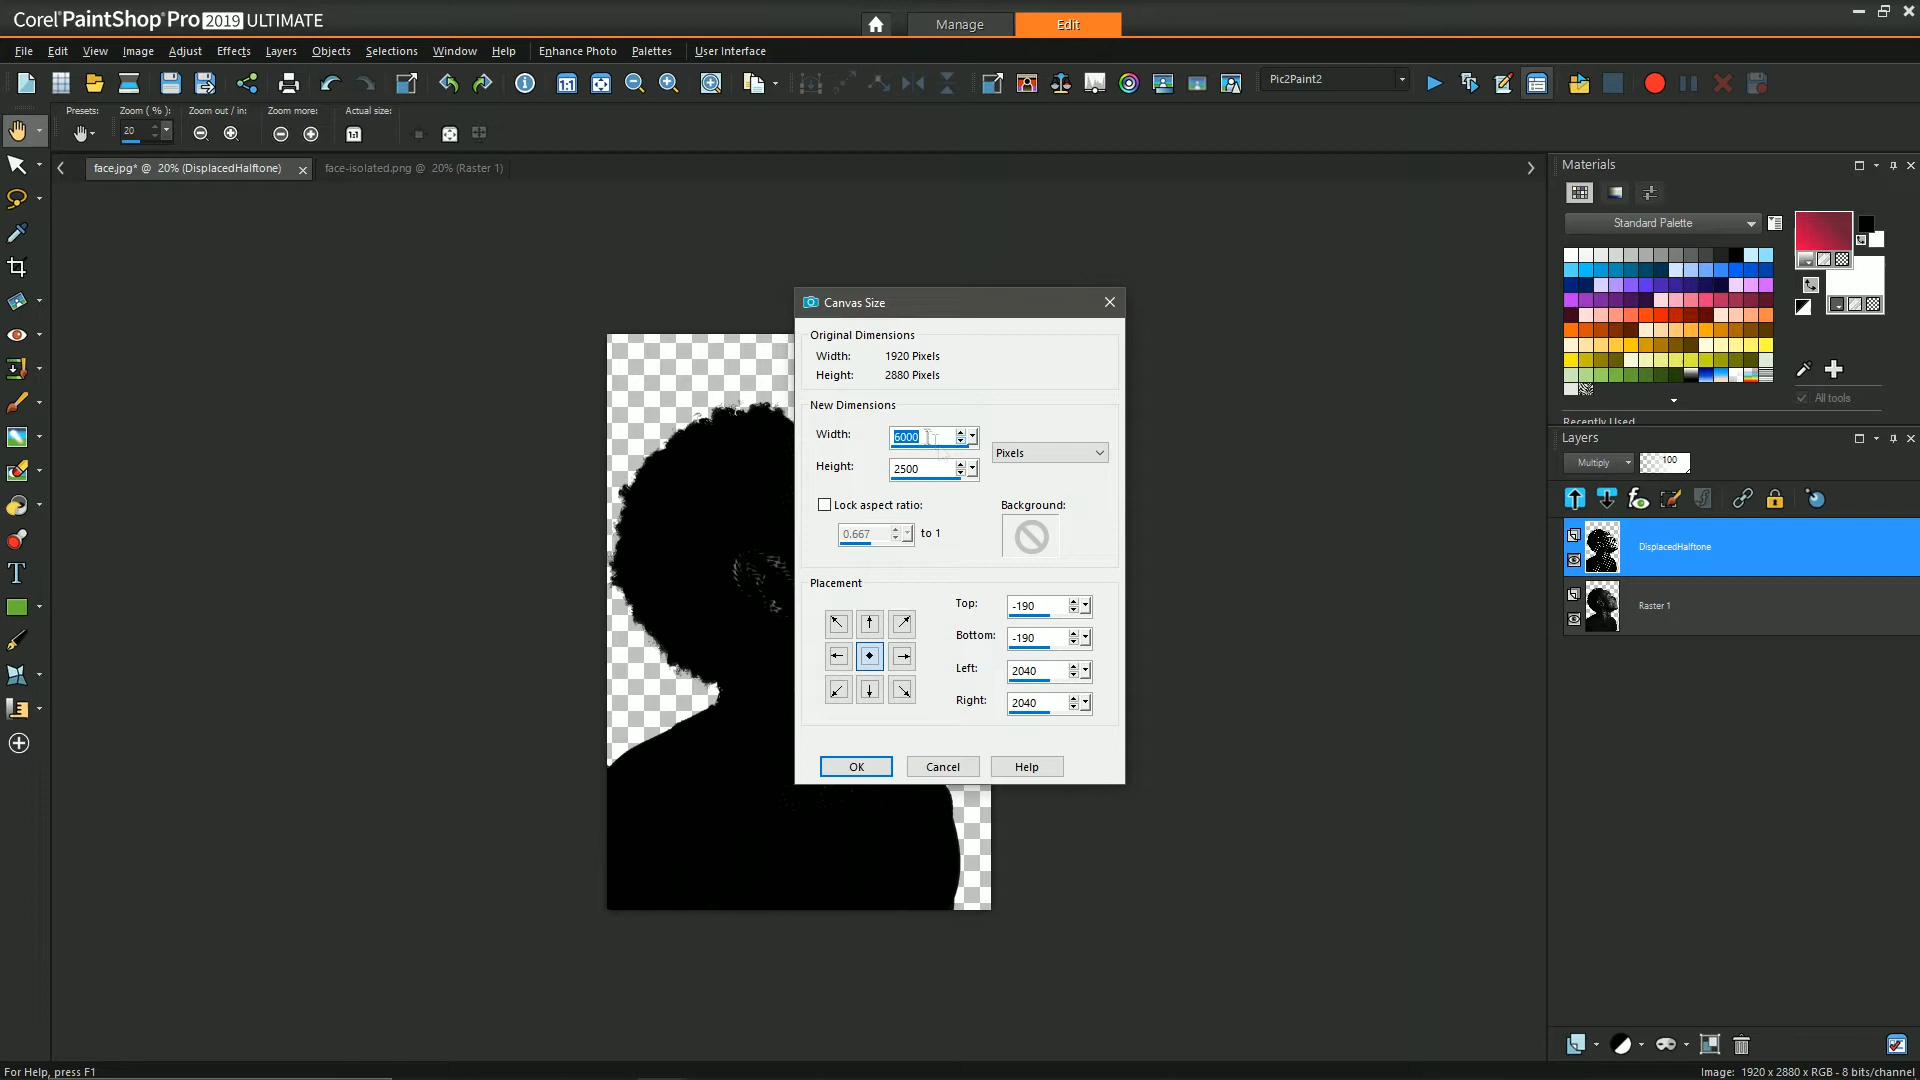 Corel PaintShop Pro 2019 ULTIMATE
Manage
Edit
File Edit View Image Adjust Effects Layers Objects Selections Window Help Enhance Photo Palettes User Interface
Pic2Paint2
Presets: Zoom ( % ): Zoom out / in: Zoom more: Actual size:
20
face.jpg* @ 20% (DisplacedHalftone)
face-isolated.png @ 20% (Raster 1)
Materials
Standard Palette
All tools
Recently Used
Layers
Multiply
100
DisplacedHalftone
Raster 1
Canvas Size
Original Dimensions
Width: 1920 Pixels
Height: 2880 Pixels
New Dimensions
Width: 6000
Pixels
Height: 2500
Lock aspect ratio:
Background:
0.667 to 1
Placement
Top: -190
Bottom: -190
Left: 2040
Right: 2040
OK
Cancel
Help
For Help, press F1
Image: 1920 x 2880 x RGB - 8 bits/channel